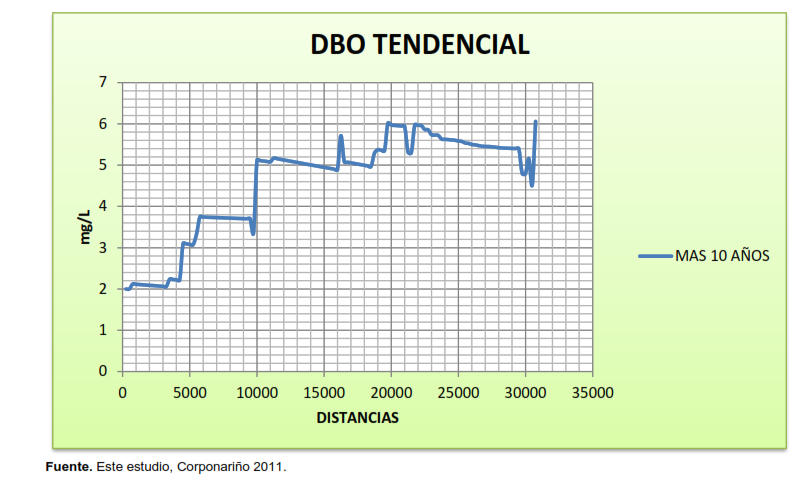 DBO TENDENCIAL
7
6
5
4
3
2
1
0
mg/L
0 5000 10000 15000 20000 25000 30000 35000
DISTANCIAS
MAS 10 AÑOS
Fuente. Este estudio, Corponariño 2011.